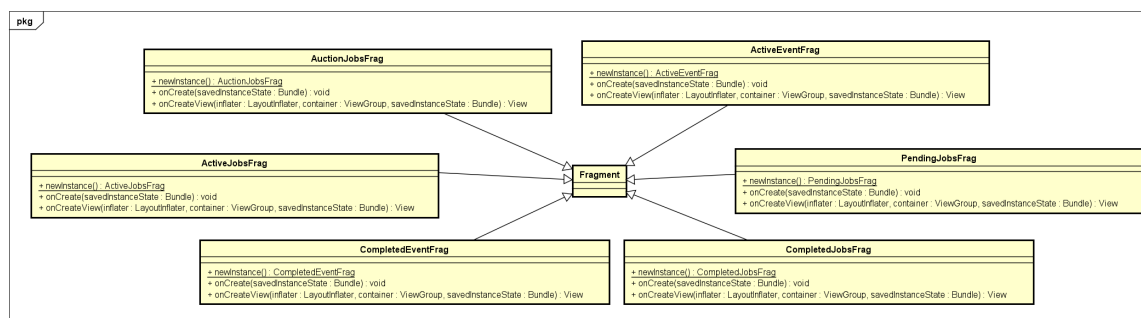 pkg
AuctionJobsFrag
+ newInstance() : AuctionJobsFrag
+ onCreate(savedInstanceState : Bundle) : void
+ onCreateView(inflater : LayoutInflater, container : ViewGroup, savedInstanceState : Bundle) : View
ActiveEventFrag
+ newInstance() : ActiveEventFrag
+ onCreate(savedInstanceState : Bundle) : void
+ onCreateView(inflater : LayoutInflater, container : ViewGroup, savedInstanceState : Bundle) : View
ActiveJobsFrag
+ newInstance() : ActiveJobsFrag
+ onCreate(savedInstanceState : Bundle) : void
+ onCreateView(inflater : LayoutInflater, container : ViewGroup, savedInstanceState : Bundle) : View
Fragment
PendingJobsFrag
+ newInstance() : PendingJobsFrag
+ onCreate(savedInstanceState : Bundle) : void
+ onCreateView(inflater : LayoutInflater, container : ViewGroup, savedInstanceState : Bundle) : View
CompletedEventFrag
+ newInstance() : CompletedEventFrag
+ onCreate(savedInstanceState : Bundle) : void
+ onCreateView(inflater : LayoutInflater, container : ViewGroup, savedInstanceState : Bundle) : View
CompletedJobsFrag
+ newInstance() : CompletedJobsFrag
+ onCreate(savedInstanceState : Bundle) : void
+ onCreateView(inflater : LayoutInflater, container : ViewGroup, savedInstanceState : Bundle) : View